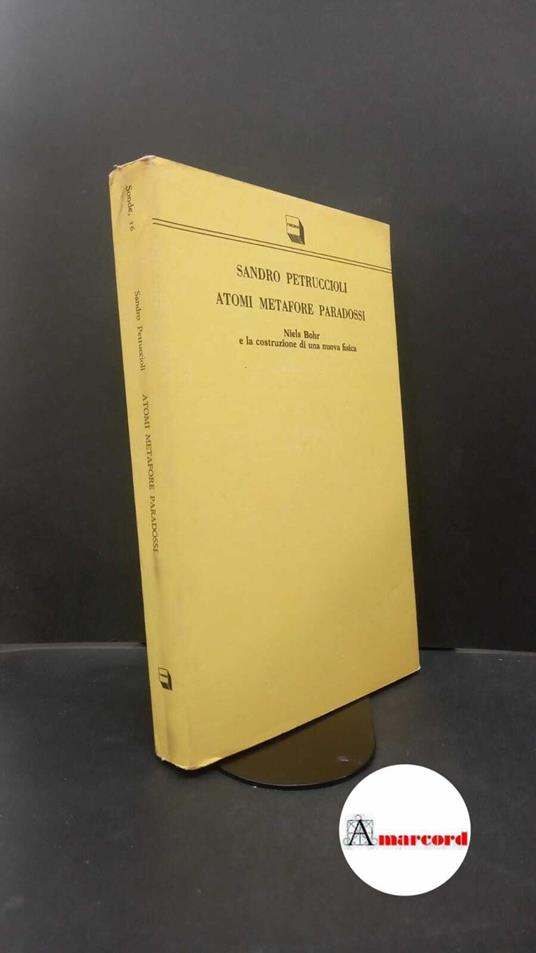 Sonde, 16
Sandro Petruccioli
ATOMI METAFORE PARADOSSI
SANDRO PETRUCCIOLI
ATOMI METAFORE PARADOSSI
Niels Bohr
e la costruzione di una nuova fisica
Amarcord